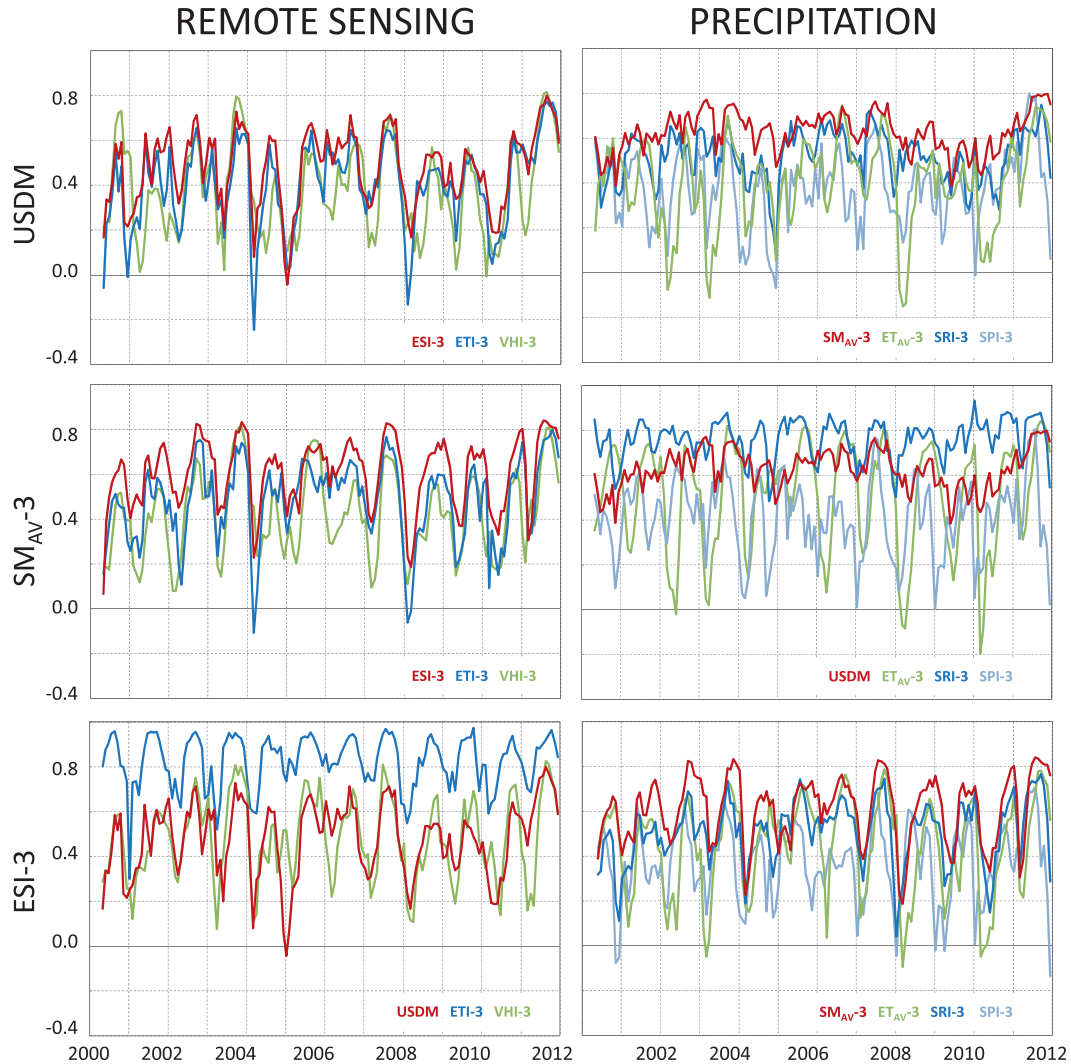 REMOTE SENSING PRECIPITATION
USDM
0.8
0.4
0.0
-0.4
ESI-3 ETI-3 VHI-3
SMAV-3 ETAV-3 SRI-3 SPI-3
SMAV-3
0.8
0.4
0.0
-0.4
ESI-3 ETI-3 VHI-3
USDM ETAV-3 SRI-3 SPI-3
ESI-3
0.8
0.4
0.0
-0.4
USDM ETI-3 VHI-3
SMAV-3 ETAV-3 SRI-3 SPI-3
2000 2002 2004 2006 2008 2010 2012 2002 2004 2006 2008 2010 2012